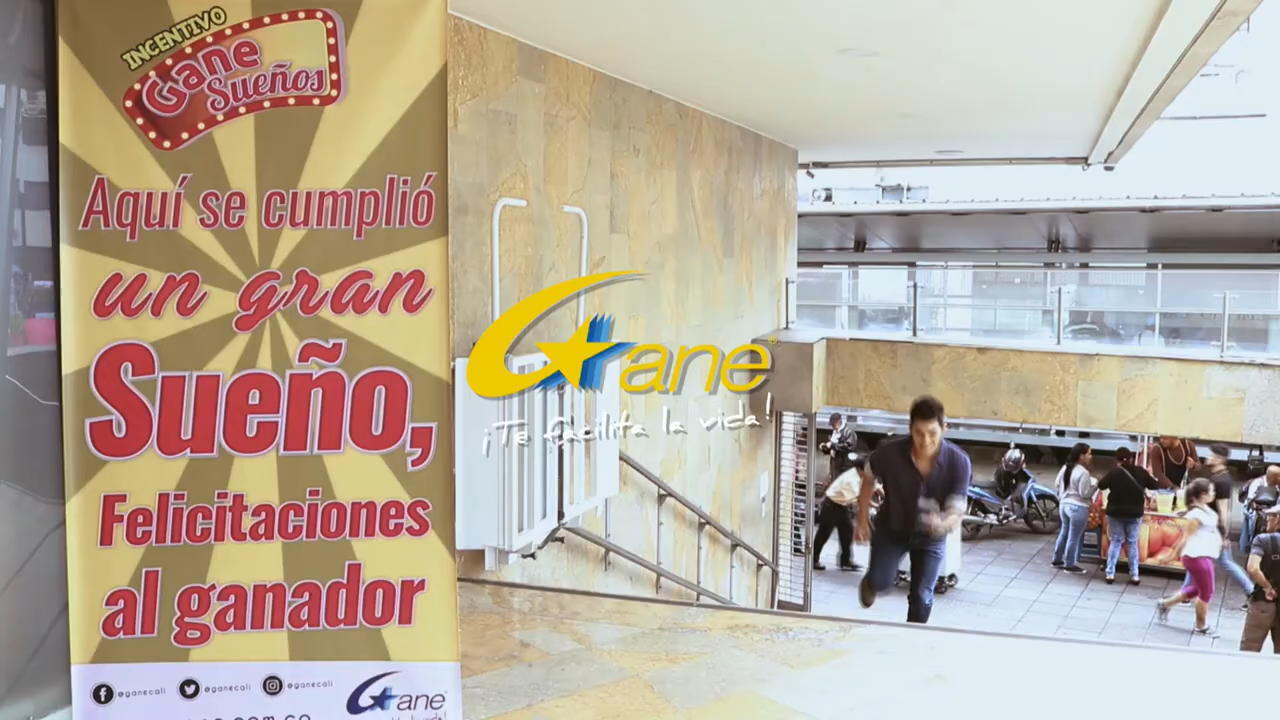 INCENTIVO
Gane
Sueños
Aquí se cumplió
un gran
Sueño,
Felicitaciones
al ganador
@ganecali @ganecali @ganecali
Gane
Gane
¡Te facilita la vida!